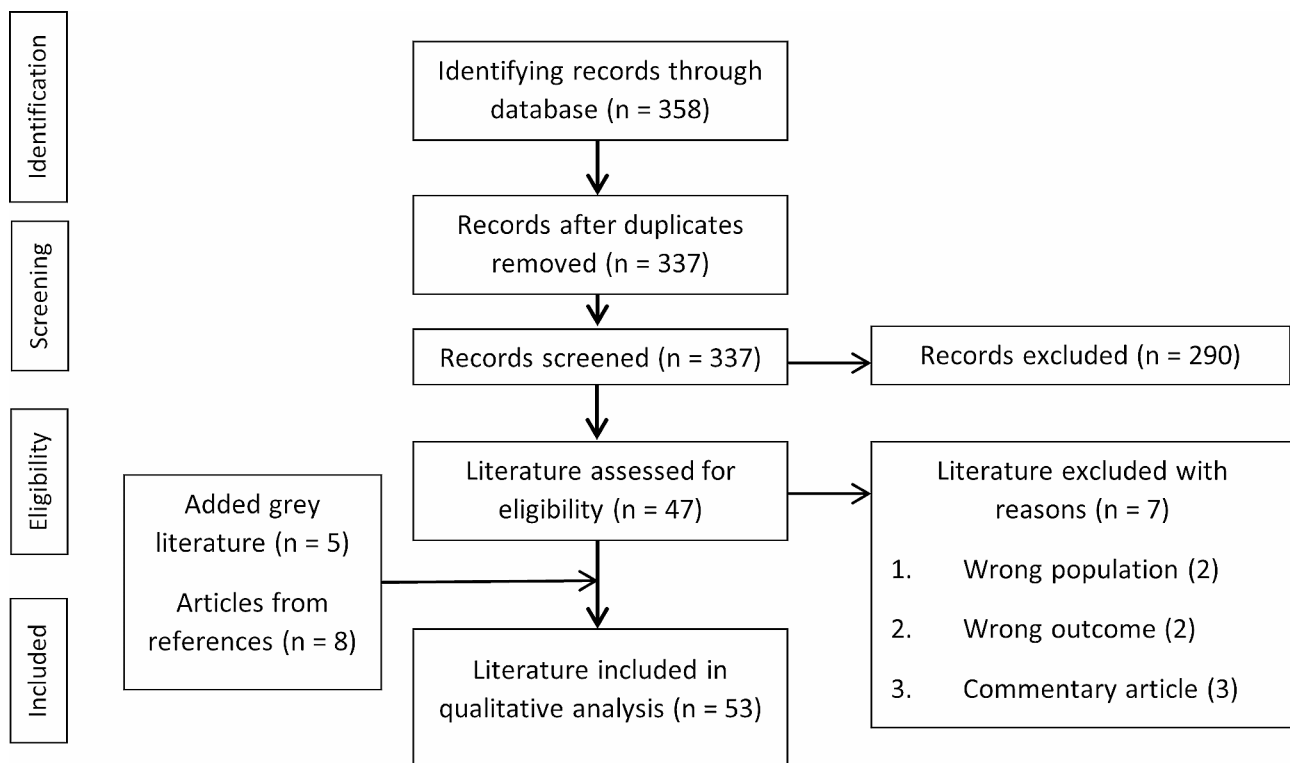 Identification
Identifying records through
database (n = 358)
Records after duplicates
removed (n = 337)
Screening
Records screened (n = 337)
Records excluded (n = 290)
Eligibility
Literature assessed for
eligibility (n = 47)
Literature excluded with
reasons (n = 7)
1. Wrong population (2)
2. Wrong outcome (2)
3. Commentary article (3)
Added grey
literature (n = 5)
Articles from
references (n = 8)
Included
Literature included in
qualitative analysis (n = 53)